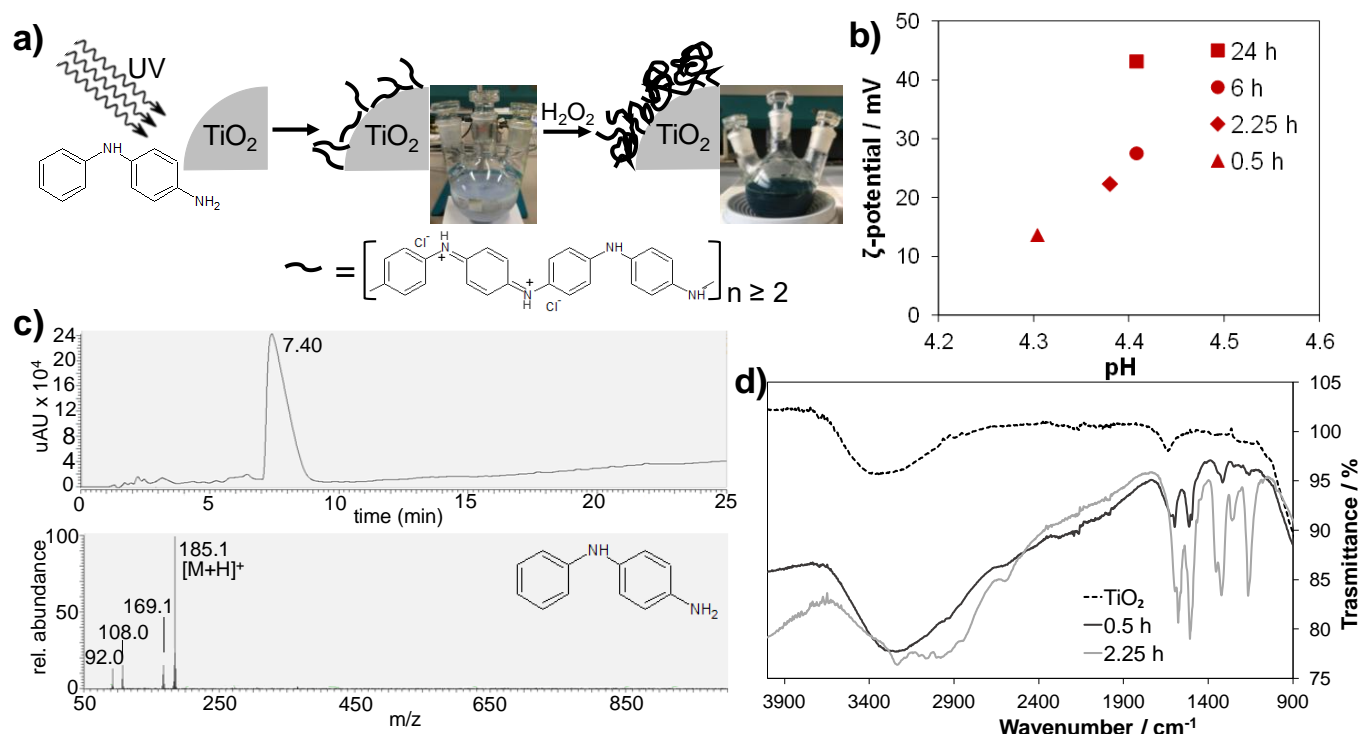 a)
UV
TiO₂
TiO₂
H₂O₂
TiO₂
NH
NH₂
Cl⁻
H
N
+
NH
+
N
H
Cl⁻
NH
n ≥ 2
~ =
b)
50
40
30
20
10
0
ζ-potential / mV
24 h
6 h
2.25 h
0.5 h
4.2 4.3 4.4 4.5 4.6
pH
c)
24
20
16
12
8
4
0
uAU x 10⁴
7.40
0 5 10 15 20 25
time (min)
100
50
0
rel. abundance
185.1
[M+H]⁺
169.1
108.0
92.0
NH
NH₂
50 250 450 650 850
m/z
d)
105
100
95
90
85
80
75
Trasmittance / %
TiO₂
0.5 h
2.25 h
3900 3400 2900 2400 1900 1400 900
Wavenumber / cm⁻¹